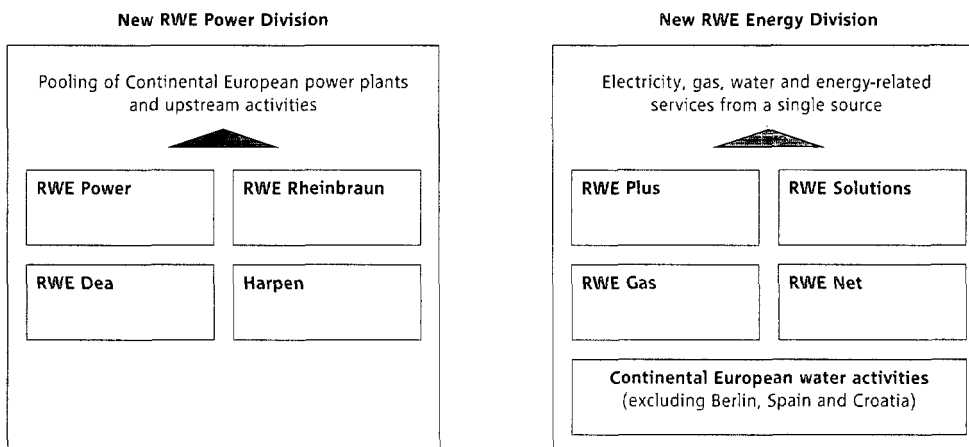 New RWE Power Division
Pooling of Continental European power plants
and upstream activities
RWE Power
RWE Rheinbraun
RWE Dea
Harpen
New RWE Energy Division
Electricity, gas, water and energy-related
services from a single source
RWE Plus
RWE Solutions
RWE Gas
RWE Net
Continental European water activities
(excluding Berlin, Spain and Croatia)